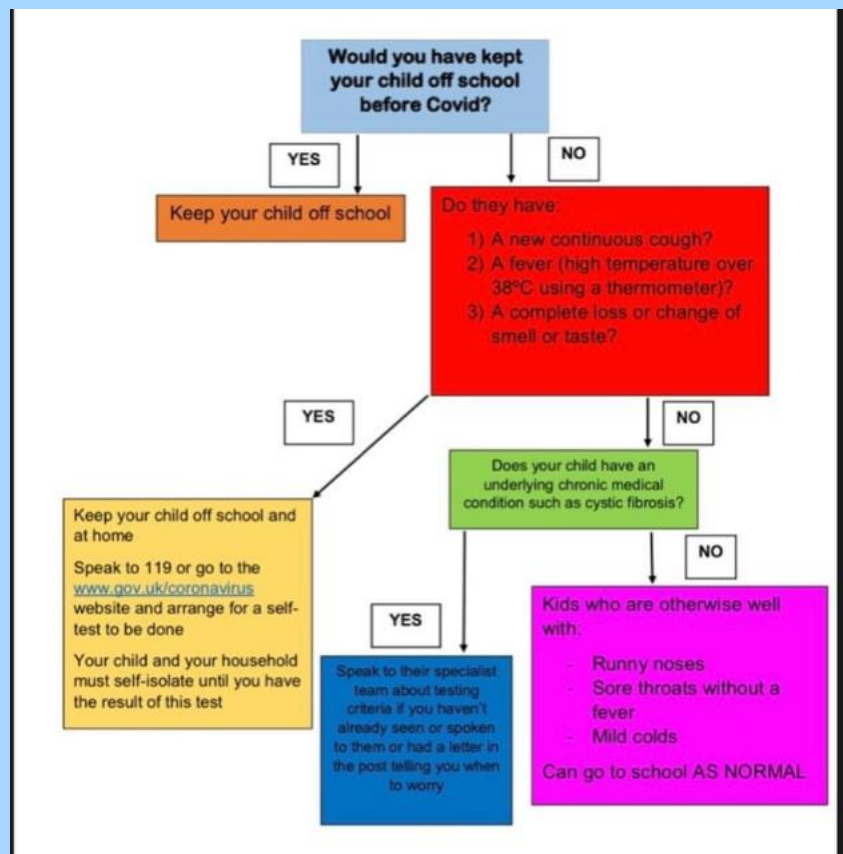 Would you have kept
your child off school
before Covid?
YES
NO
Keep your child off school
Do they have:
1) A new continuous cough?
2) A fever (high temperature over
38ºC using a thermometer)?
3) A complete loss or change of
smell or taste?
YES
NO
Does your child have an
underlying chronic medical
condition such as cystic fibrosis?
Keep your child off school and
at home
Speak to 119 or go to the
www.gov.uk/coronavirus
website and arrange for a self-
test to be done
Your child and your household
must self-isolate until you have
the result of this test
YES
NO
Speak to their specialist
team about testing
criteria if you haven't
already seen or spoken
to them or had a letter in
the post telling you when
to worry
Kids who are otherwise well
with:
- Runny noses
- Sore throats without a
fever
- Mild colds
Can go to school AS NORMAL